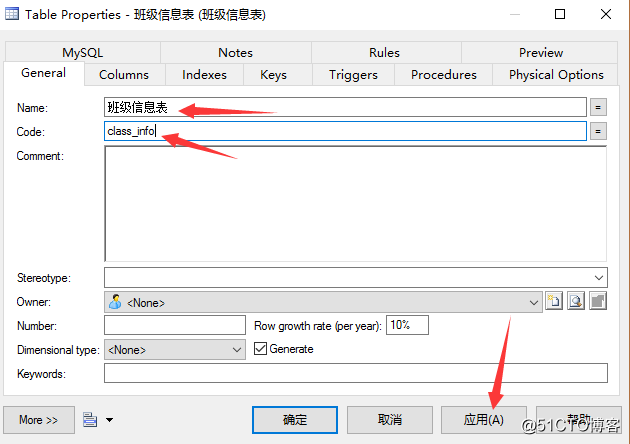 Table Properties - 班级信息表 (班级信息表)
MySQL Notes Rules Preview
General Columns Indexes Keys Triggers Procedures Physical Options
Name: 班级信息表 =
Code: class_info =
Comment:
Stereotype:
Owner: <None>
Number: Row growth rate (per year): 10%
Dimensional type: <None> Generate
Keywords:
More >> 确定 取消 应用(A) 帮助
@51CTO博客